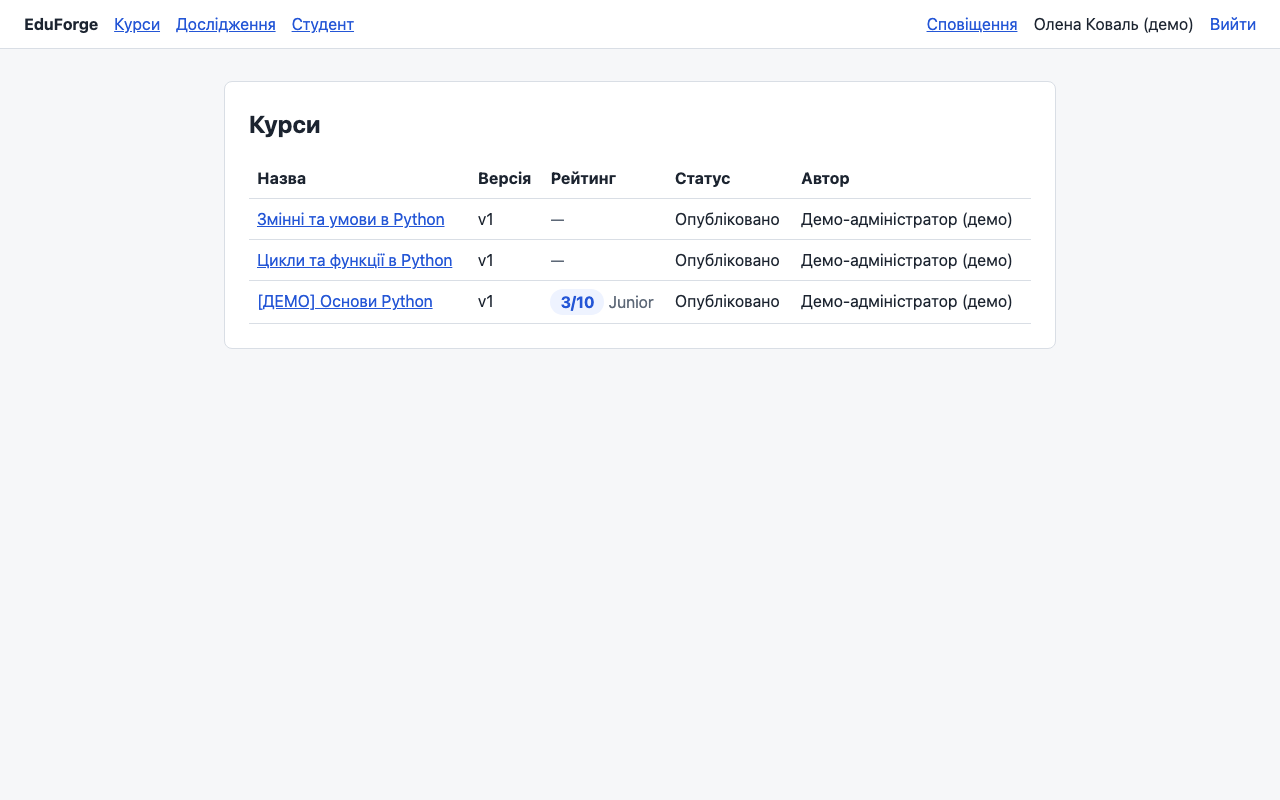 EduForge Курси Дослідження Студент Сповіщення Олена Коваль (демо) Вийти
Курси
Назва Версія Рейтинг Статус Автор
Змінні та умови в Python v1 — Опубліковано Демо-адміністратор (демо)
Цикли та функції в Python v1 — Опубліковано Демо-адміністратор (демо)
[ДЕМО] Основи Python v1 3/10 Junior Опубліковано Демо-адміністратор (демо)